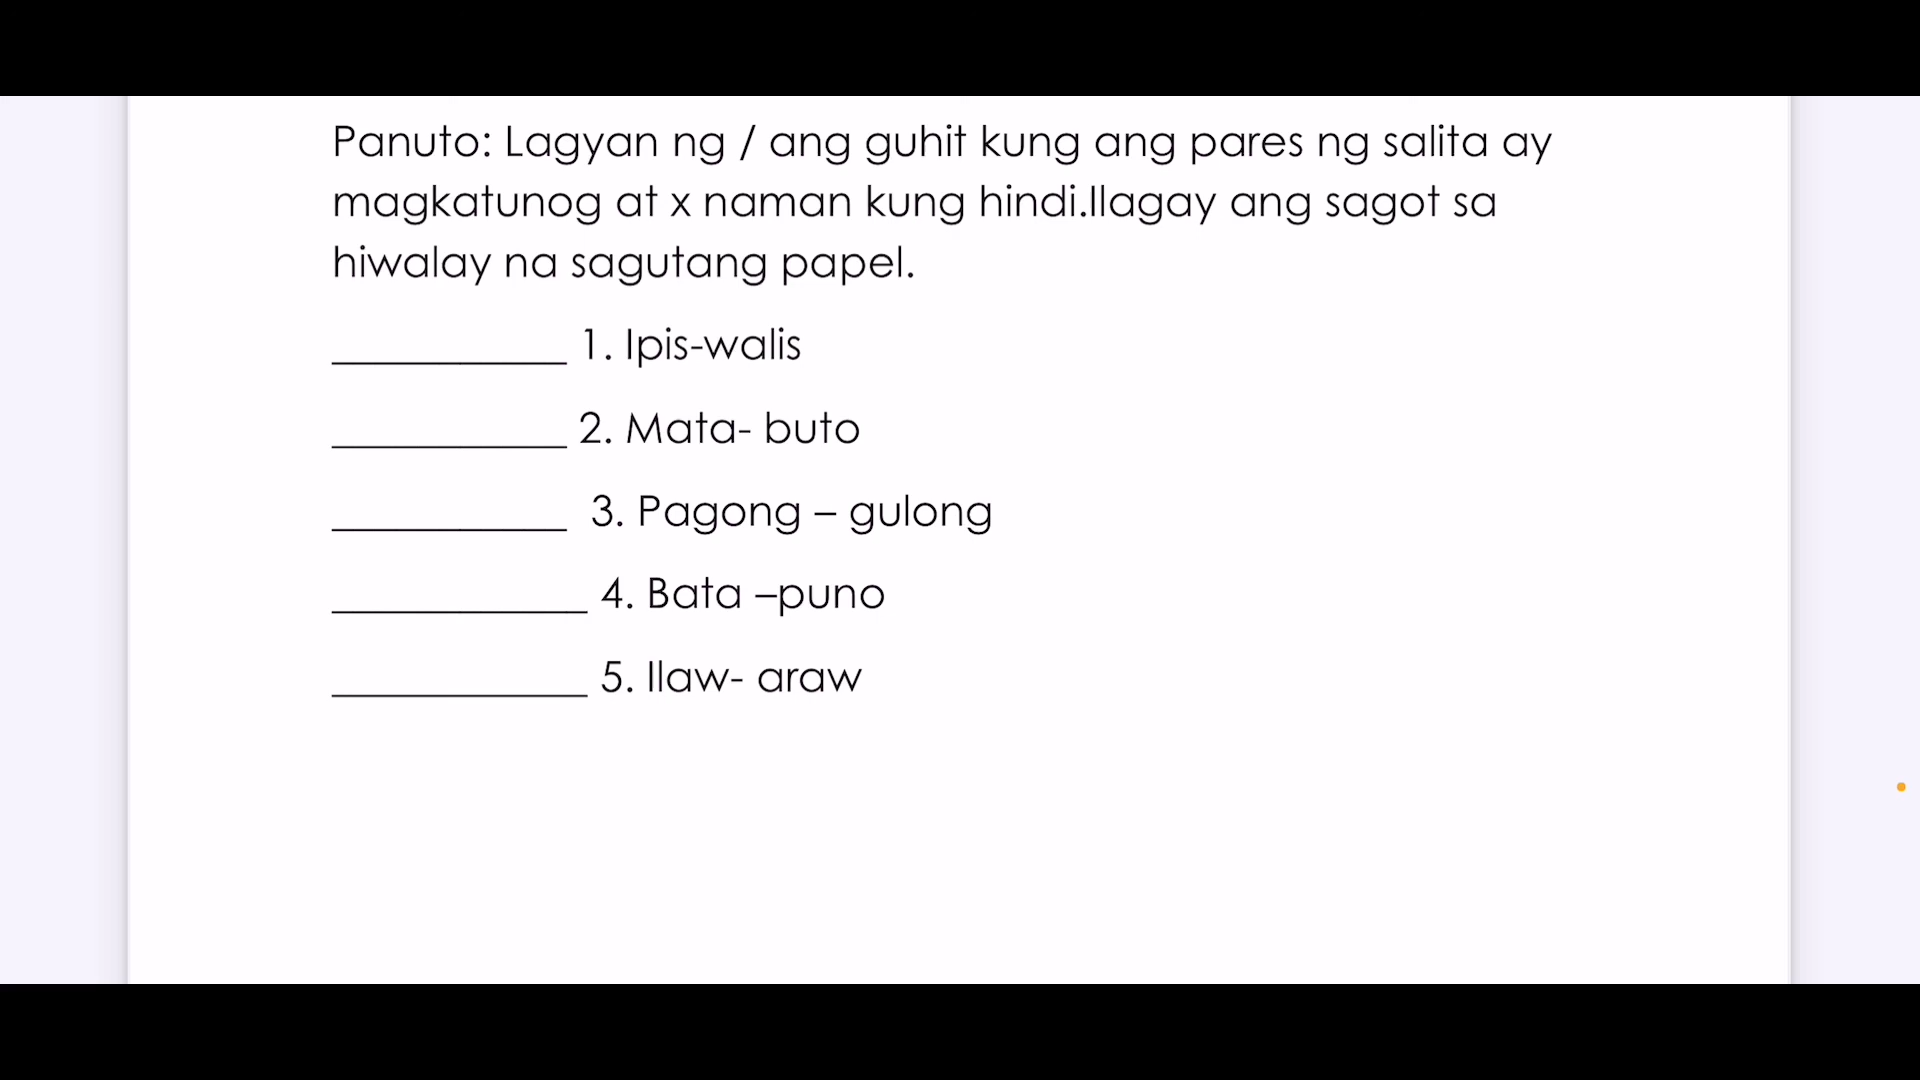 Panuto: Lagyan ng / ang guhit kung ang pares ng salita ay
magkatunog at x naman kung hindi.Ilagay ang sagot sa
hiwalay na sagutang papel.
___________ 1. Ipis-walis
___________ 2. Mata- buto
___________ 3. Pagong – gulong
____________ 4. Bata –puno
____________ 5. Ilaw- araw